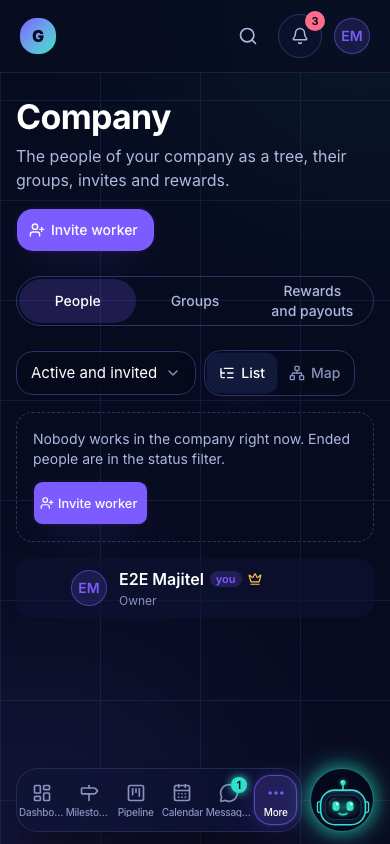 G
3
EM
Company
The people of your company as a tree, their
groups, invites and rewards.
Invite worker
People
Groups
Rewards
and payouts
Active and invited
List
Map
Nobody works in the company right now. Ended
people are in the status filter.
Invite worker
EM
E2E Majitel you
Owner
Dashbo...
Milesto...
Pipeline
Calendar
Messag...
1
More